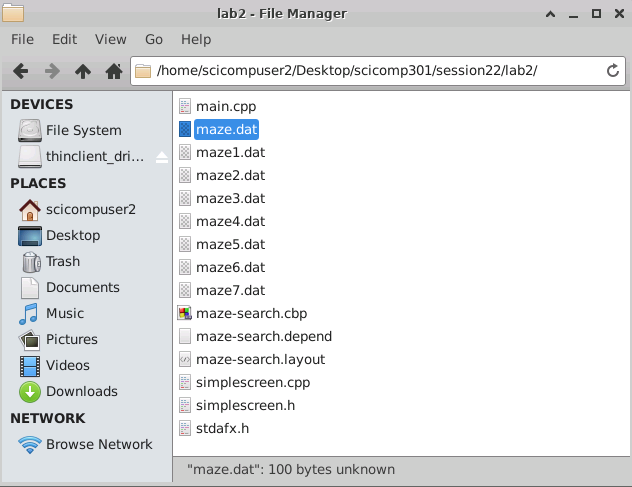 lab2 - File Manager
File Edit View Go Help
/home/scicompuser2/Desktop/scicomp301/session22/lab2/
DEVICES
File System
thinclient_dri...
PLACES
scicompuser2
Desktop
Trash
Documents
Music
Pictures
Videos
Downloads
NETWORK
Browse Network
main.cpp
maze.dat
maze1.dat
maze2.dat
maze3.dat
maze4.dat
maze5.dat
maze6.dat
maze7.dat
maze-search.cbp
maze-search.depend
maze-search.layout
simplescreen.cpp
simplescreen.h
stdafx.h
"maze.dat": 100 bytes unknown